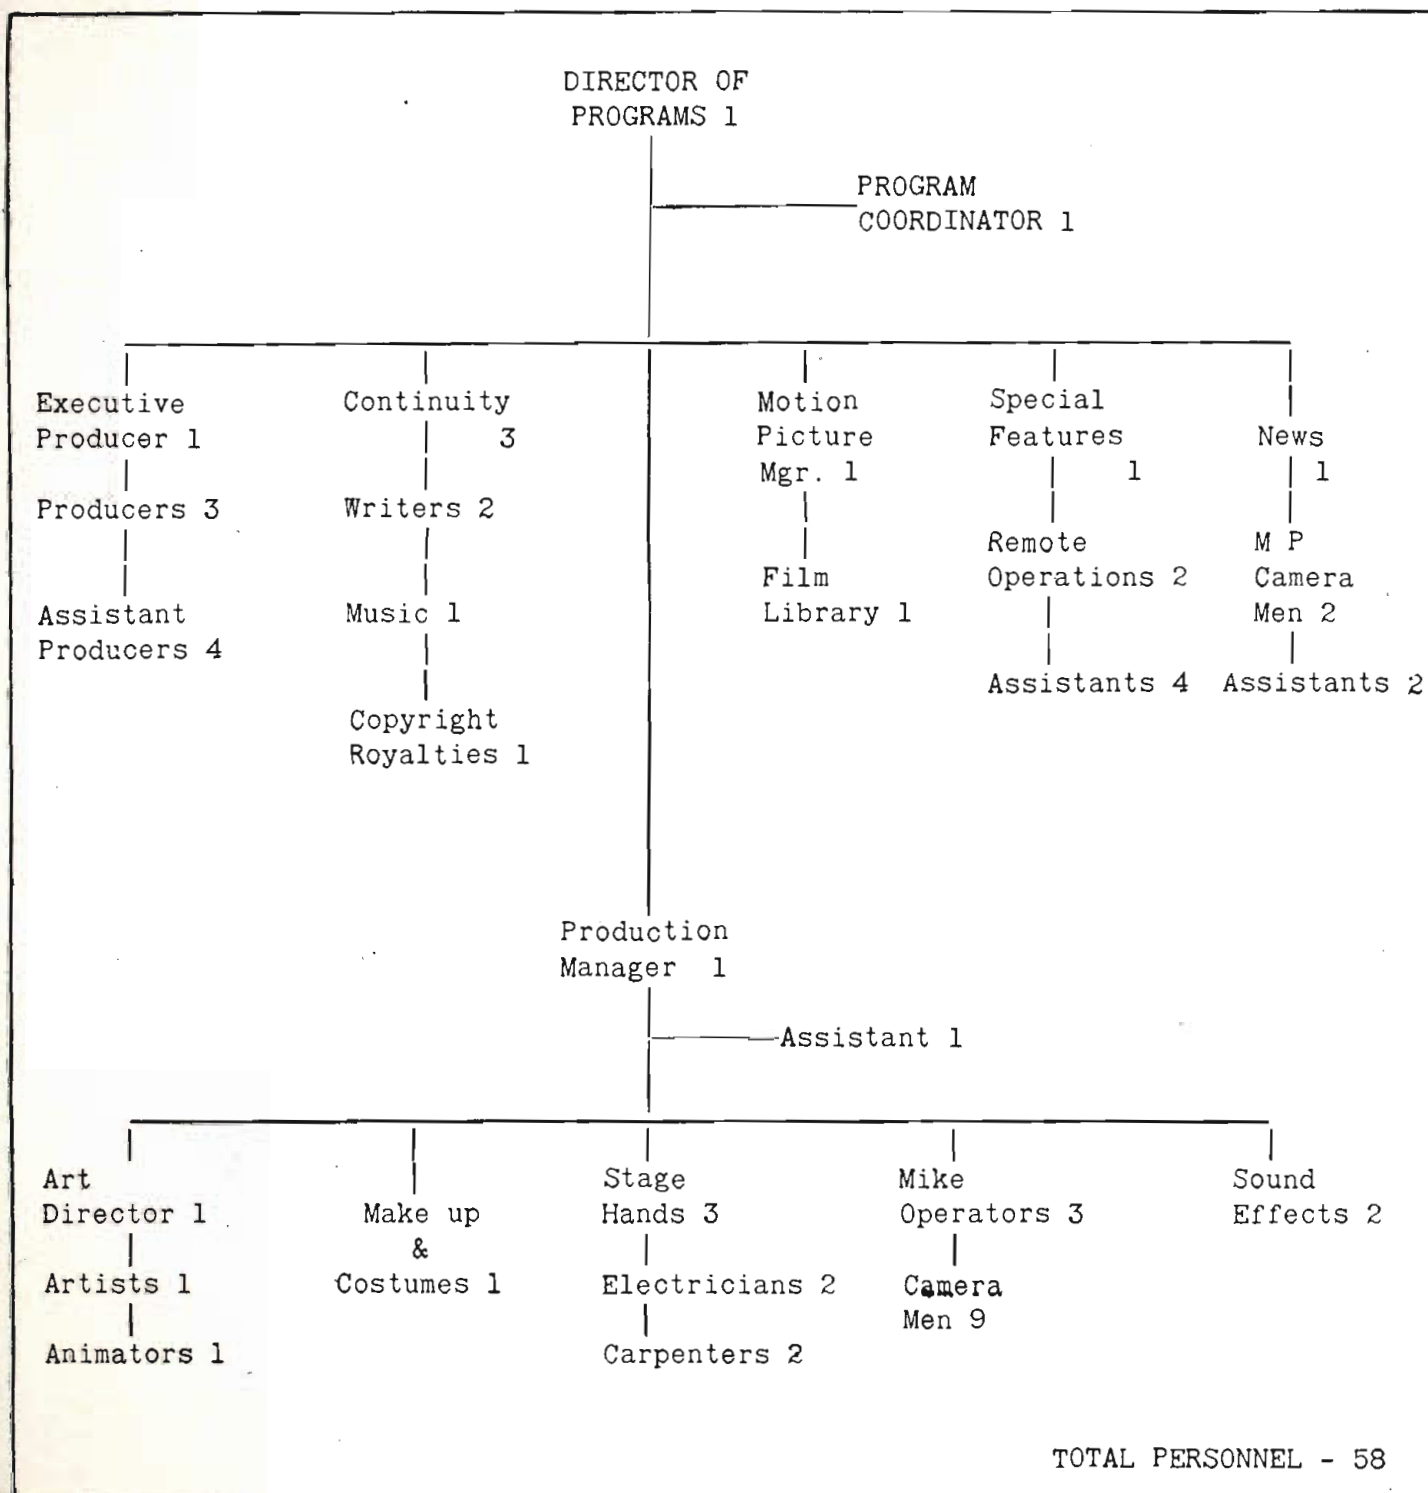 DIRECTOR OF
PROGRAMS 1
PROGRAM
COORDINATOR 1
Executive
Producer 1
Producers 3
Assistant
Producers 4
Continuity
3
Writers 2
Music 1
Copyright
Royalties 1
Motion
Picture
Mgr. 1
Film
Library 1
Special
Features
1
Remote
Operations 2
Assistants 4
News
1
M P
Camera
Men 2
Assistants 2
Production
Manager 1
Assistant 1
Art
Director 1
Artists 1
Animators 1
Make up
&
Costumes 1
Stage
Hands 3
Electricians 2
Carpenters 2
Mike
Operators 3
Camera
Men 9
Sound
Effects 2
TOTAL PERSONNEL - 58